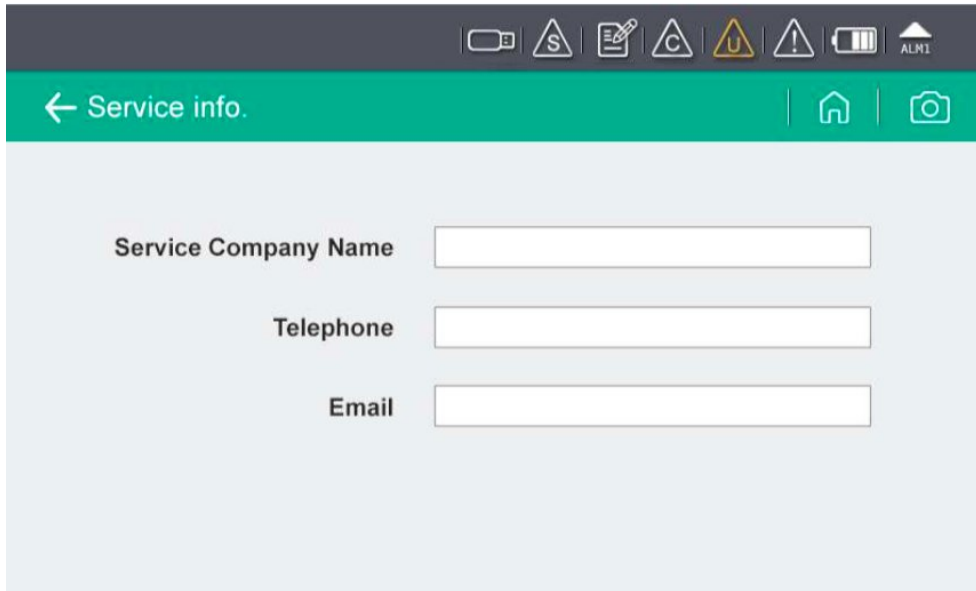 S C U ! ALM1
Service info.
Service Company Name
Telephone
Email